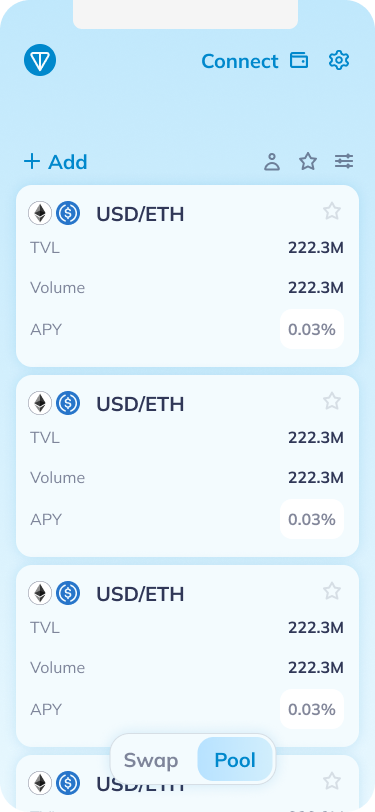 Connect
Add
USD/ETH
TVL 222.3M
Volume 222.3M
APY 0.03%
USD/ETH
TVL 222.3M
Volume 222.3M
APY 0.03%
USD/ETH
TVL 222.3M
Volume 222.3M
APY 0.03%
Swap Pool
USD/ETH